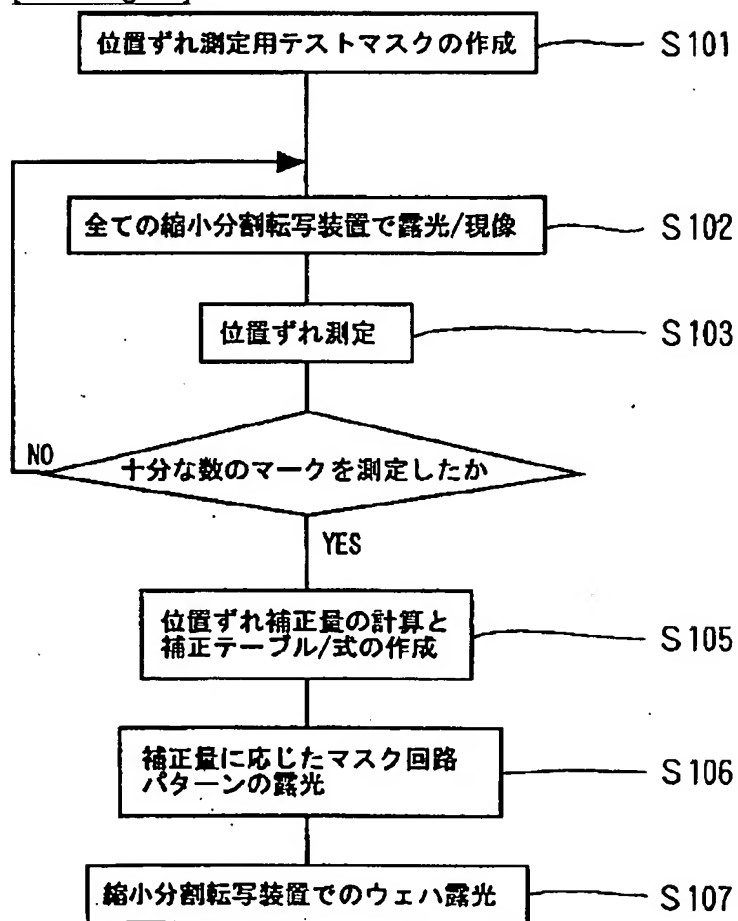 位置ずれ測定用テストマスクの作成
S101
全ての縮小分割転写装置で露光/現像
S102
位置ずれ測定
S103
NO
十分な数のマークを測定したか
YES
位置ずれ補正量の計算と
補正テーブル/式の作成
S105
補正量に応じたマスク回路
パターンの露光
S106
縮小分割転写装置でのウェハ露光
S107